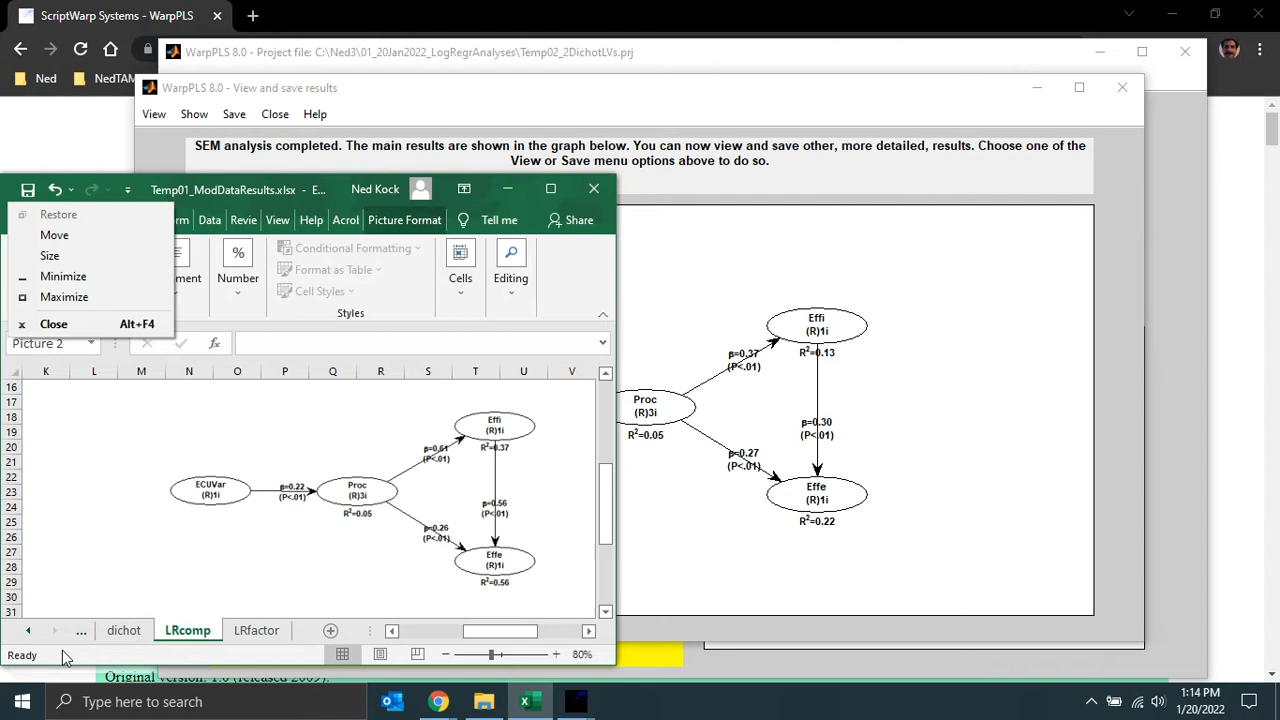 ScriptWarp Systems - WarpPLS
Ned
NedTAM
WarpPLS 8.0 - Project file: C:\Ned3\01_20Jan2022_LogRegrAnalyses\Temp02_2DichotLVs.prj
WarpPLS 8.0 - View and save results
View Show Save Close Help
SEM analysis completed. The main results are shown in the graph below. You can now view and save other, more detailed, results. Choose one of the
View or Save menu options above to do so.
Temp01_ModDataResults.xlsx - E... Ned Kock
Restore
Move
Size
Minimize
Maximize
Close Alt+F4
rm Data Revie View Help Acrol Picture Format Tell me Share
ment
Number
Conditional Formatting
Format as Table
Cell Styles
Styles
Cells
Editing
Picture 2
fx
K L M N O P Q R S T U V
16
17
18
19
20
21
22
23
24
25
26
27
28
29
30
31
ECUVar
(R)1i
β=0.22
(P<.01)
Proc
(R)3i
R²=0.05
β=0.61
(P<.01)
Effi
(R)1i
R²=0.37
β=0.56
(P<.01)
β=0.26
(P<.01)
Effe
(R)1i
R²=0.56
Proc
(R)3i
R²=0.05
β=0.37
(P<.01)
Effi
(R)1i
R²=0.13
β=0.30
(P<.01)
β=0.27
(P<.01)
Effe
(R)1i
R²=0.22
... dichot LRcomp LRfactor
Ready
80%
Original version: 1.0 (released 2009).
Type here to search
1:14 PM
1/20/2022